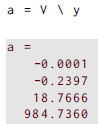 a = V \ y
a =
-0.0001
-0.2397
18.7666
984.7360